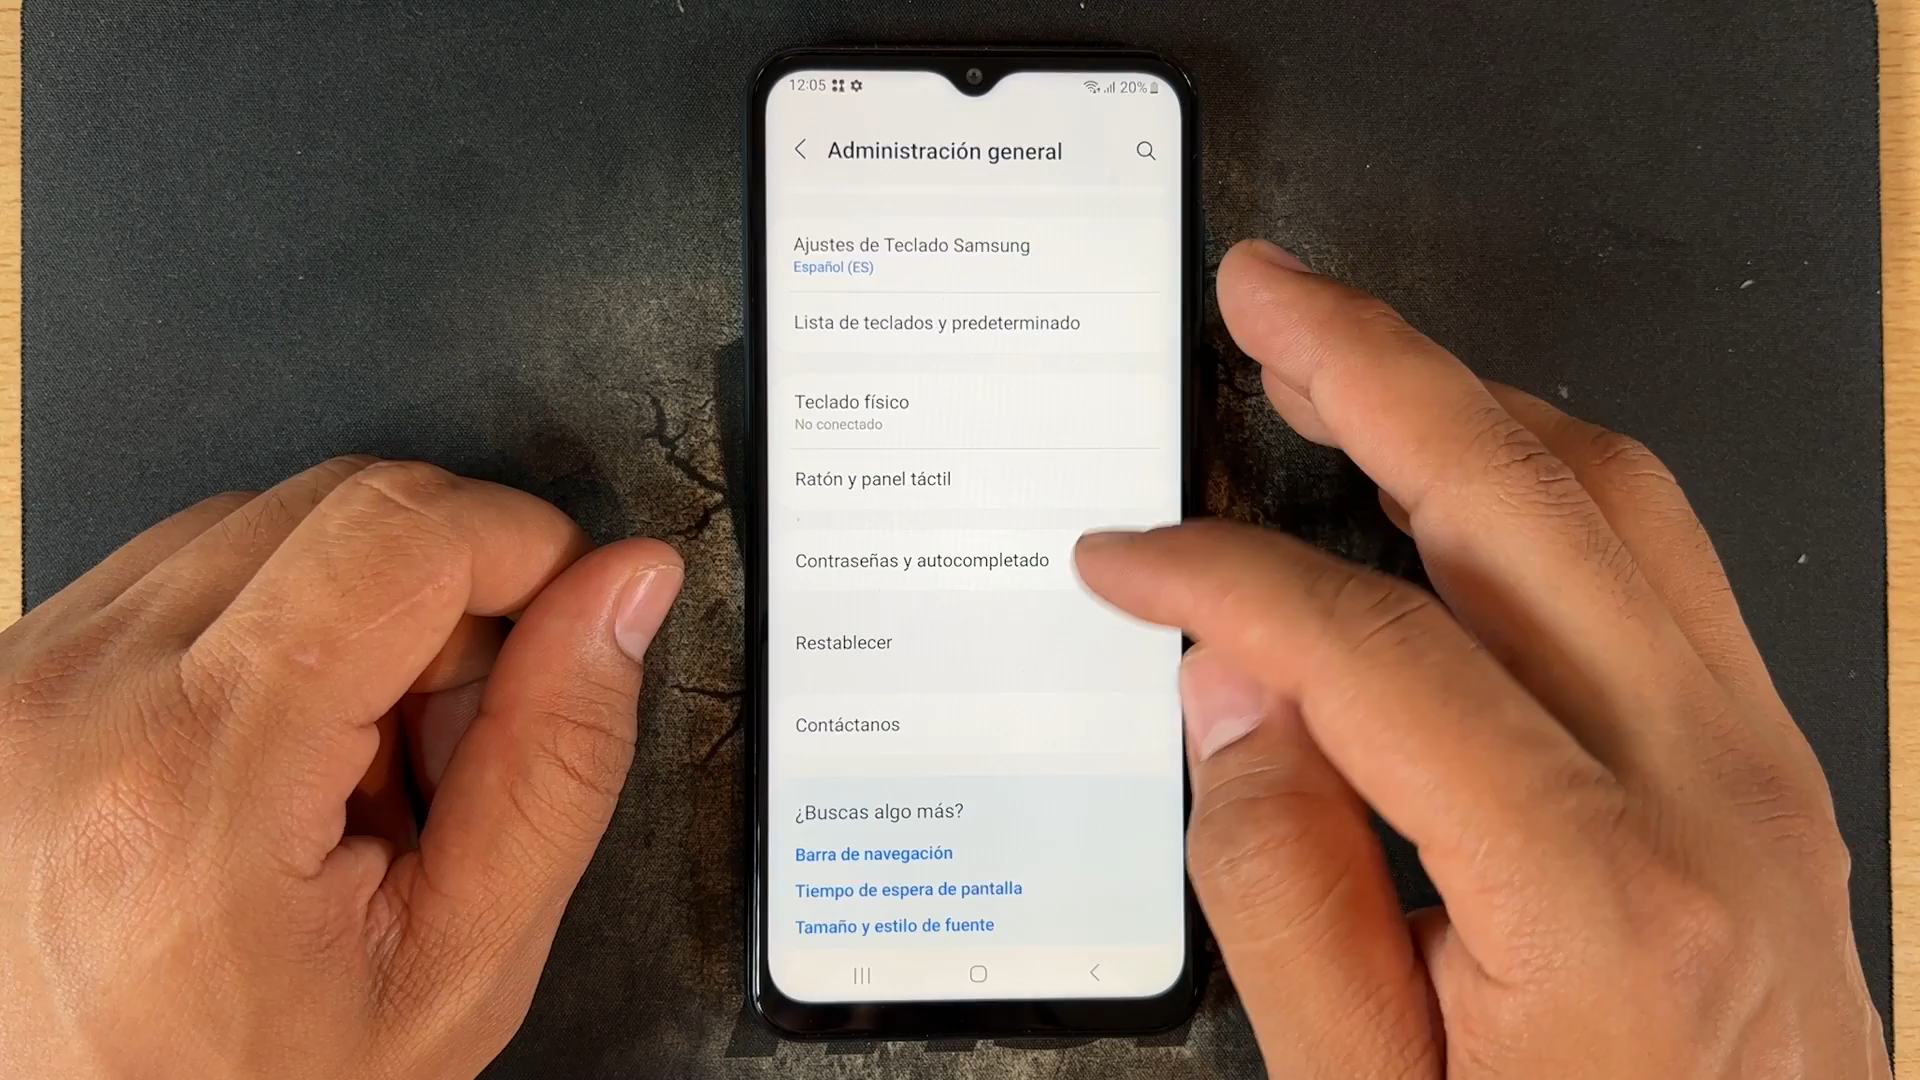 12:05
20%
Administración general
Ajustes de Teclado Samsung
Español (ES)
Lista de teclados y predeterminado
Teclado físico
No conectado
Ratón y panel táctil
Contraseñas y autocompletado
Restablecer
Contáctanos
¿Buscas algo más?
Barra de navegación
Tiempo de espera de pantalla
Tamaño y estilo de fuente